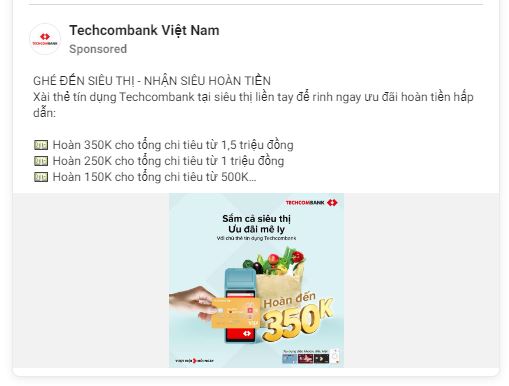 Techcombank Việt Nam
Sponsored
GHÉ ĐẾN SIÊU THỊ - NHẬN SIÊU HOÀN TIỀN
Xài thẻ tín dụng Techcombank tại siêu thị liền tay để rinh ngay ưu đãi hoàn tiền hấp
dẫn:
Hoàn 350K cho tổng chi tiêu từ 1,5 triệu đồng
Hoàn 250K cho tổng chi tiêu từ 1 triệu đồng
Hoàn 150K cho tổng chi tiêu từ 500K...
TECHCOMBANK
Sắm cả siêu thị
Ưu đãi mê ly
Với chủ thẻ tín dụng Techcombank
Hoàn đến
350K